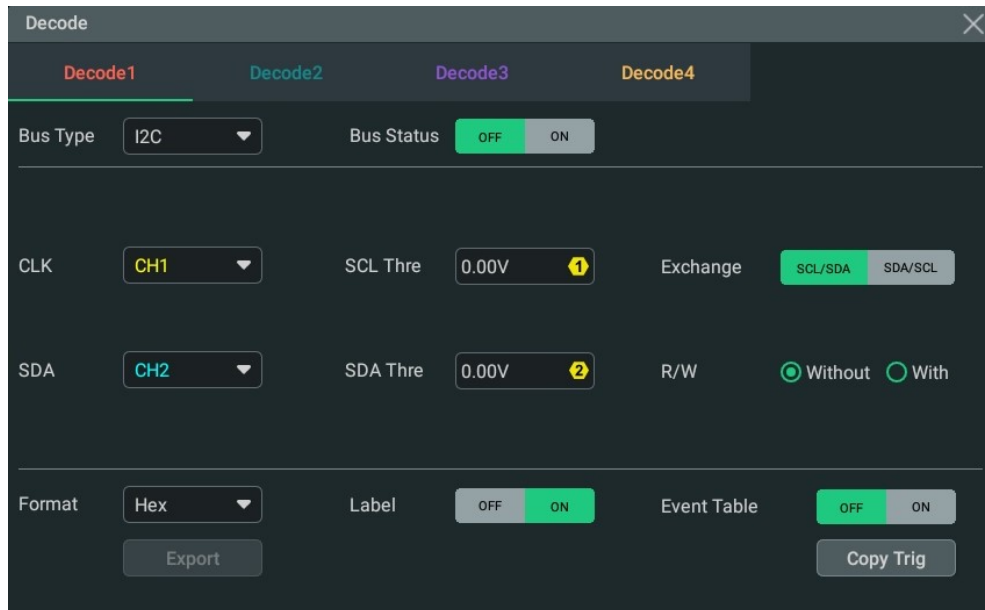 Decode
Decode1 Decode2 Decode3 Decode4
Bus Type I2C Bus Status OFF ON
CLK CH1 SCL Thre 0.00V 1 Exchange SCL/SDA SDA/SCL
SDA CH2 SDA Thre 0.00V 2 R/W Without With
Format Hex Label OFF ON Event Table OFF ON
Export Copy Trig